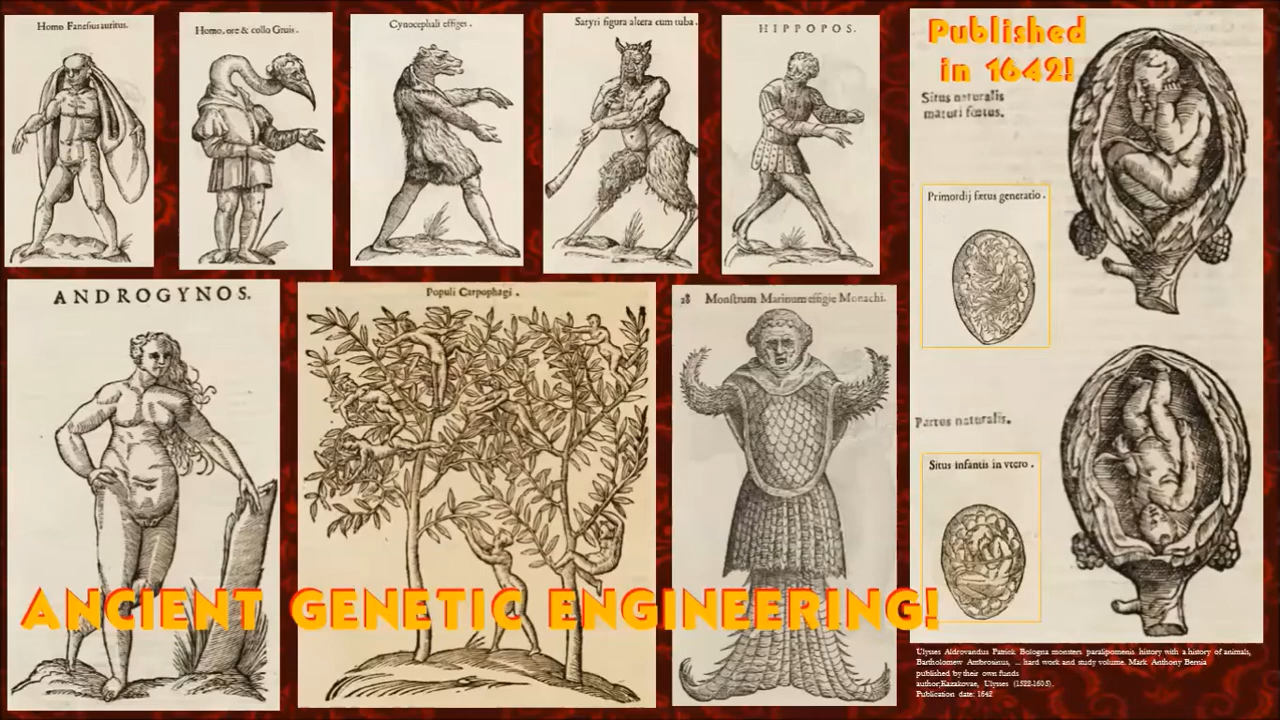 Homo Fanesius auritus.
Homo, ore & collo Gruis.
Cynocephali effigies.
Satyri figura altera cum tuba.
HIPPOPOS.
Published
in 1642!
Situs naturalis
maturi fœtus.
Primordij fœtus generatio.
ANDROGYNOS.
Populi Carpophagi.
28 Monstrum Marinum effigie Monachi.
Partus naturalis.
Situs infantis in vtero.
ANCIENT GENETIC ENGINEERING!
Ulysses Aldrovandus Patrick Bologna monsters paralipomenis history with a history of animals,
Bartholomew Ambrosinus, ... hard work and study volume. Mark Anthony Bernia
published by their own funds
author;Kazakovae, Ulysses (1522-1605).
Publication date: 1642